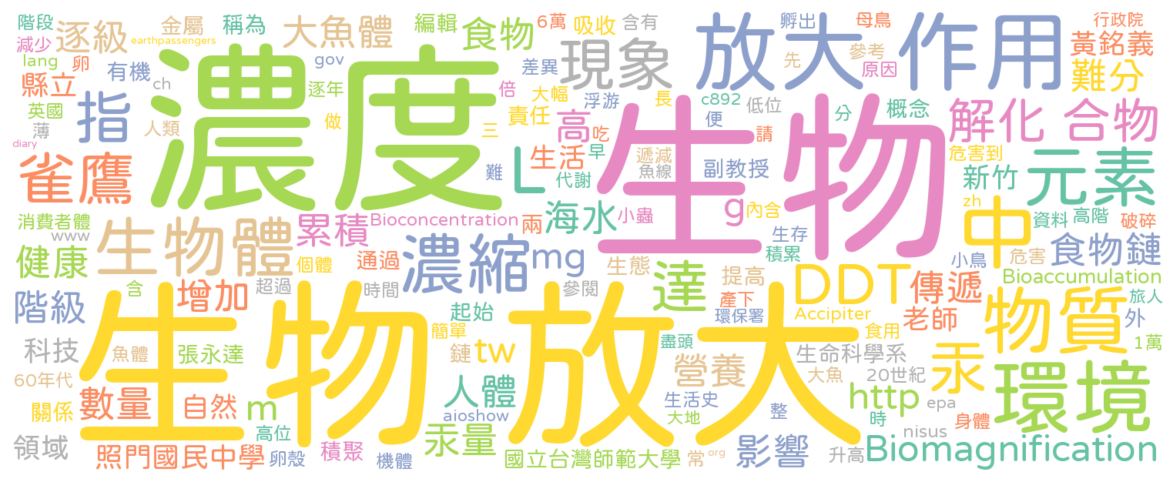 階段 金屬 稱為 大魚體 編輯 食物 6萬 吸收 含有 放大 孵出 母鳥 作用 行政院
減少 earthpassengers 逐級 gov 差異 現象 先 參考 黃銘義
lang 卵 有機 ch 濃度 倍 原因 難分
縣立 指 大幅 浮游 長 c892 低位 概念
英國 人類 逐年 責任 便 分 解化 合物
薄 做 三 高 吃 遞減 請 危害到
diary 雀鷹 難 L 生活 早 魚線 副教授 生物 新竹 元素
代謝 zh
消費者體 累積 Bioconcentration 兩 海水 小蟲 g 內含 中 資料 高階 破碎
www 生物體 濃縮 mg 生存 食物鏈
健康 個體 通過 生態 積累 小鳥 危害
含 超過 時間 參閱 達 提高 DDT 傳遞 Bioaccumulation
階級 增加 起始 產下 Accipiter 物質 旅人
簡單 環保署 老師 外
科技 魚體 張永達 鏈 tw 盡頭 食用 1萬
生物 放大 營養 生命科學系 汞 環境
60年代 人體 大魚 20世紀
數量 自然 m aioshow 生活史 http epa
關係 大地 整 時 身體
高位 汞量 影響 nisus
領域 照門國民中學 卵殼 積聚 機體 國立台灣師範大學 常 org 升高 Biomagnification